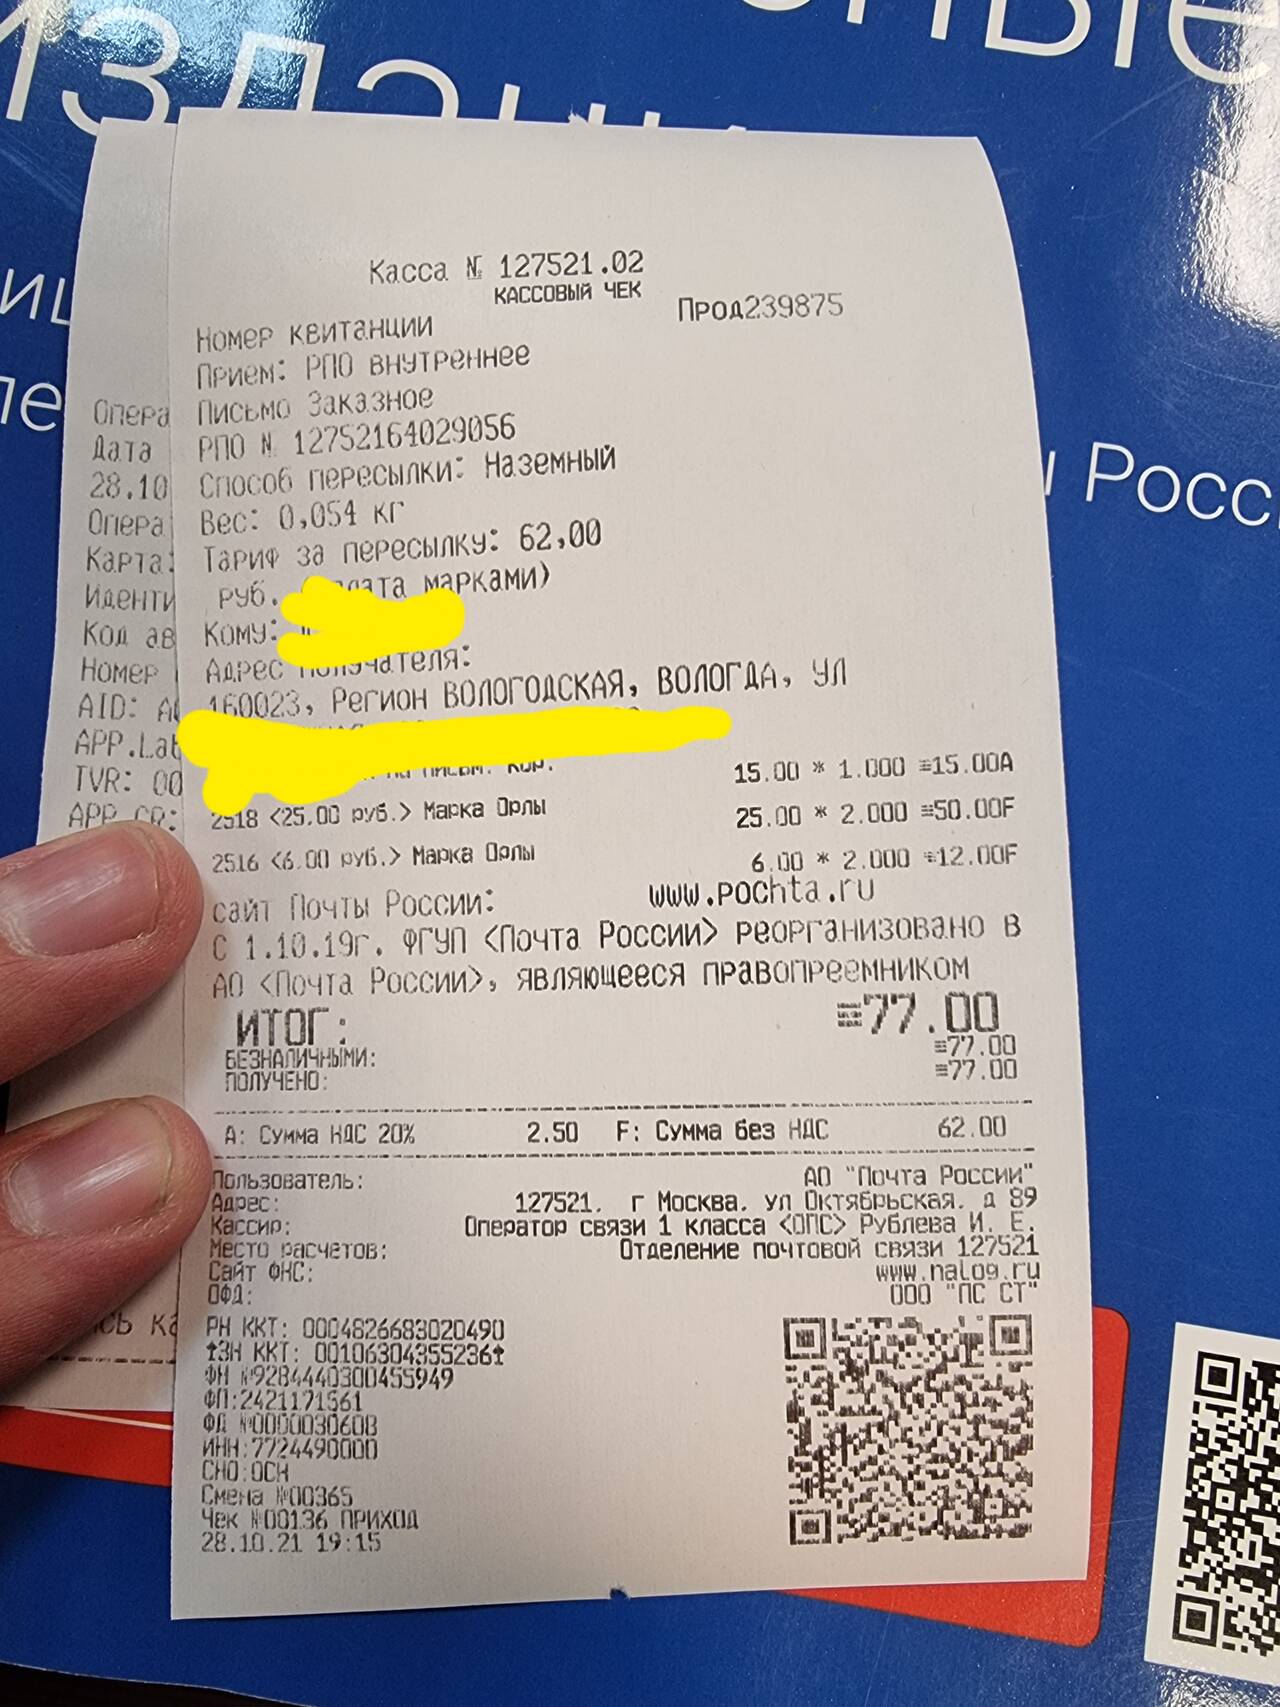 Касса № 127521.02
КАССОВЫЙ ЧЕК
Прод239875
Номер квитанции
Прием: РПО внутреннее
Письмо Заказное
РПО № 12752164029056
Способ пересылки: Наземный
Вес: 0,054 кг
Тариф за пересылку: 62,00
руб. марками)
Кому:
Адрес получателя:
160023, Регион ВОЛОГОДСКАЯ, ВОЛОГДА, УЛ
15.00 * 1.000 ≡15.00А
2518 <25.00 руб.> Марка Орлы 25.00 * 2.000 ≡50.00F
2516 <6.00 руб.> Марка Орлы 6.00 * 2.000 ≡12.00F
сайт Почты России: www.pochta.ru
С 1.10.19г. ФГУП <Почта России> реорганизовано в
АО <Почта России>, являющееся правопреемником
ИТОГ: ≡77.00
БЕЗНАЛИЧНЫМИ: ≡77.00
ПОЛУЧЕНО: ≡77.00
А: Сумма НДС 20% 2.50 F: Сумма без НДС 62.00
Пользователь: АО "Почта России"
Адрес: 127521. г Москва. ул Октябрьская. д 89
Кассир: Оператор связи 1 класса <ОПС> Рублева И. Е.
Место расчетов: Отделение почтовой связи 127521
Сайт ФНС: www.nalog.ru
ОФД: ООО "ПС СТ"
РН ККТ: 0004826683020490
ЗН ККТ: 00106304355236
ФН №9284440300455949
ФП:2421171561
ФД №0000030608
ИНН:7724490000
СНО:ОСН
Смена №00365
Чек №00136 ПРИХОД
28.10.21 19:15
Опера
Дата
28.10
Опера
Карта:
Иденти
Код ав
Номер
AID: A
APP.Lab
TVR: 00
APP CR:
Росс